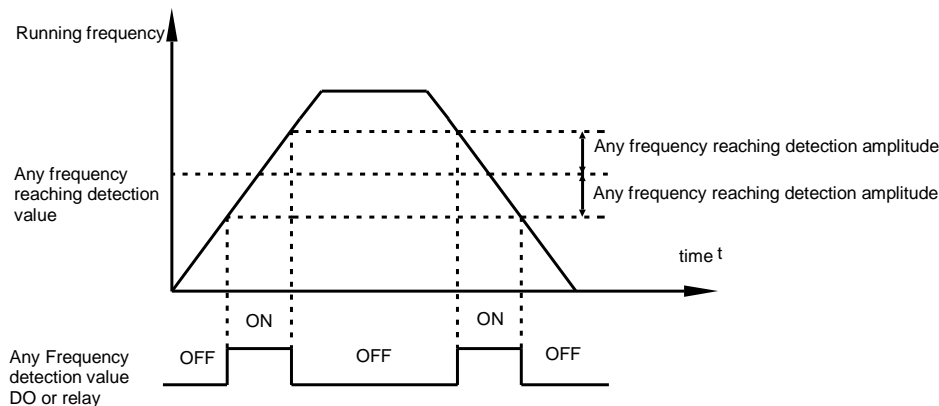 Running frequency
Any frequency reaching detection amplitude
Any frequency
reaching detection
value
Any frequency reaching detection amplitude
time t
ON
ON
Any Frequency
detection value
DO or relay
OFF
OFF
OFF